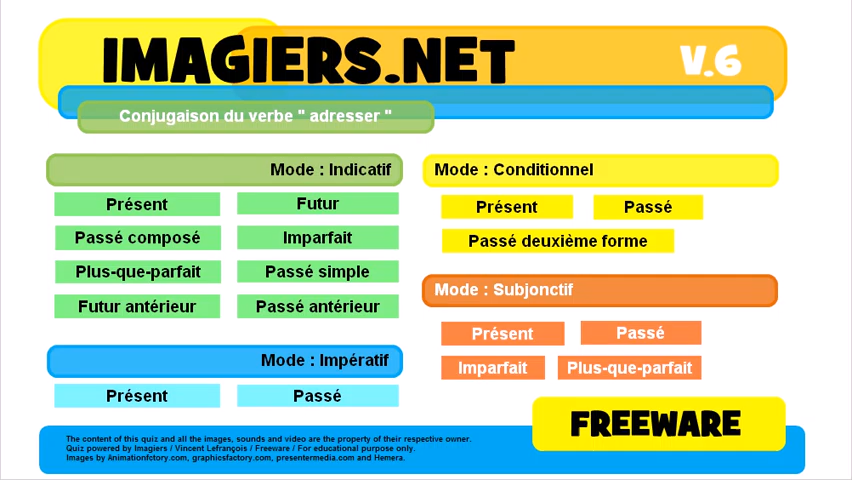 IMAGIERS.NET
V.6
Conjugaison du verbe " adresser "
Mode : Indicatif
Présent
Futur
Passé composé
Imparfait
Plus-que-parfait
Passé simple
Futur antérieur
Passé antérieur
Mode : Impératif
Présent
Passé
Mode : Conditionnel
Présent
Passé
Passé deuxième forme
Mode : Subjonctif
Présent
Passé
Imparfait
Plus-que-parfait
FREEWARE
The content of this quiz and all the images, sounds and video are the property of their respective owner.
Quiz powered by Imagiers / Vincent Lefrançois / Freeware / For educational purpose only.
Images by Animationfctory.com, graphicsfactory.com, presentermedia.com and Hemera.